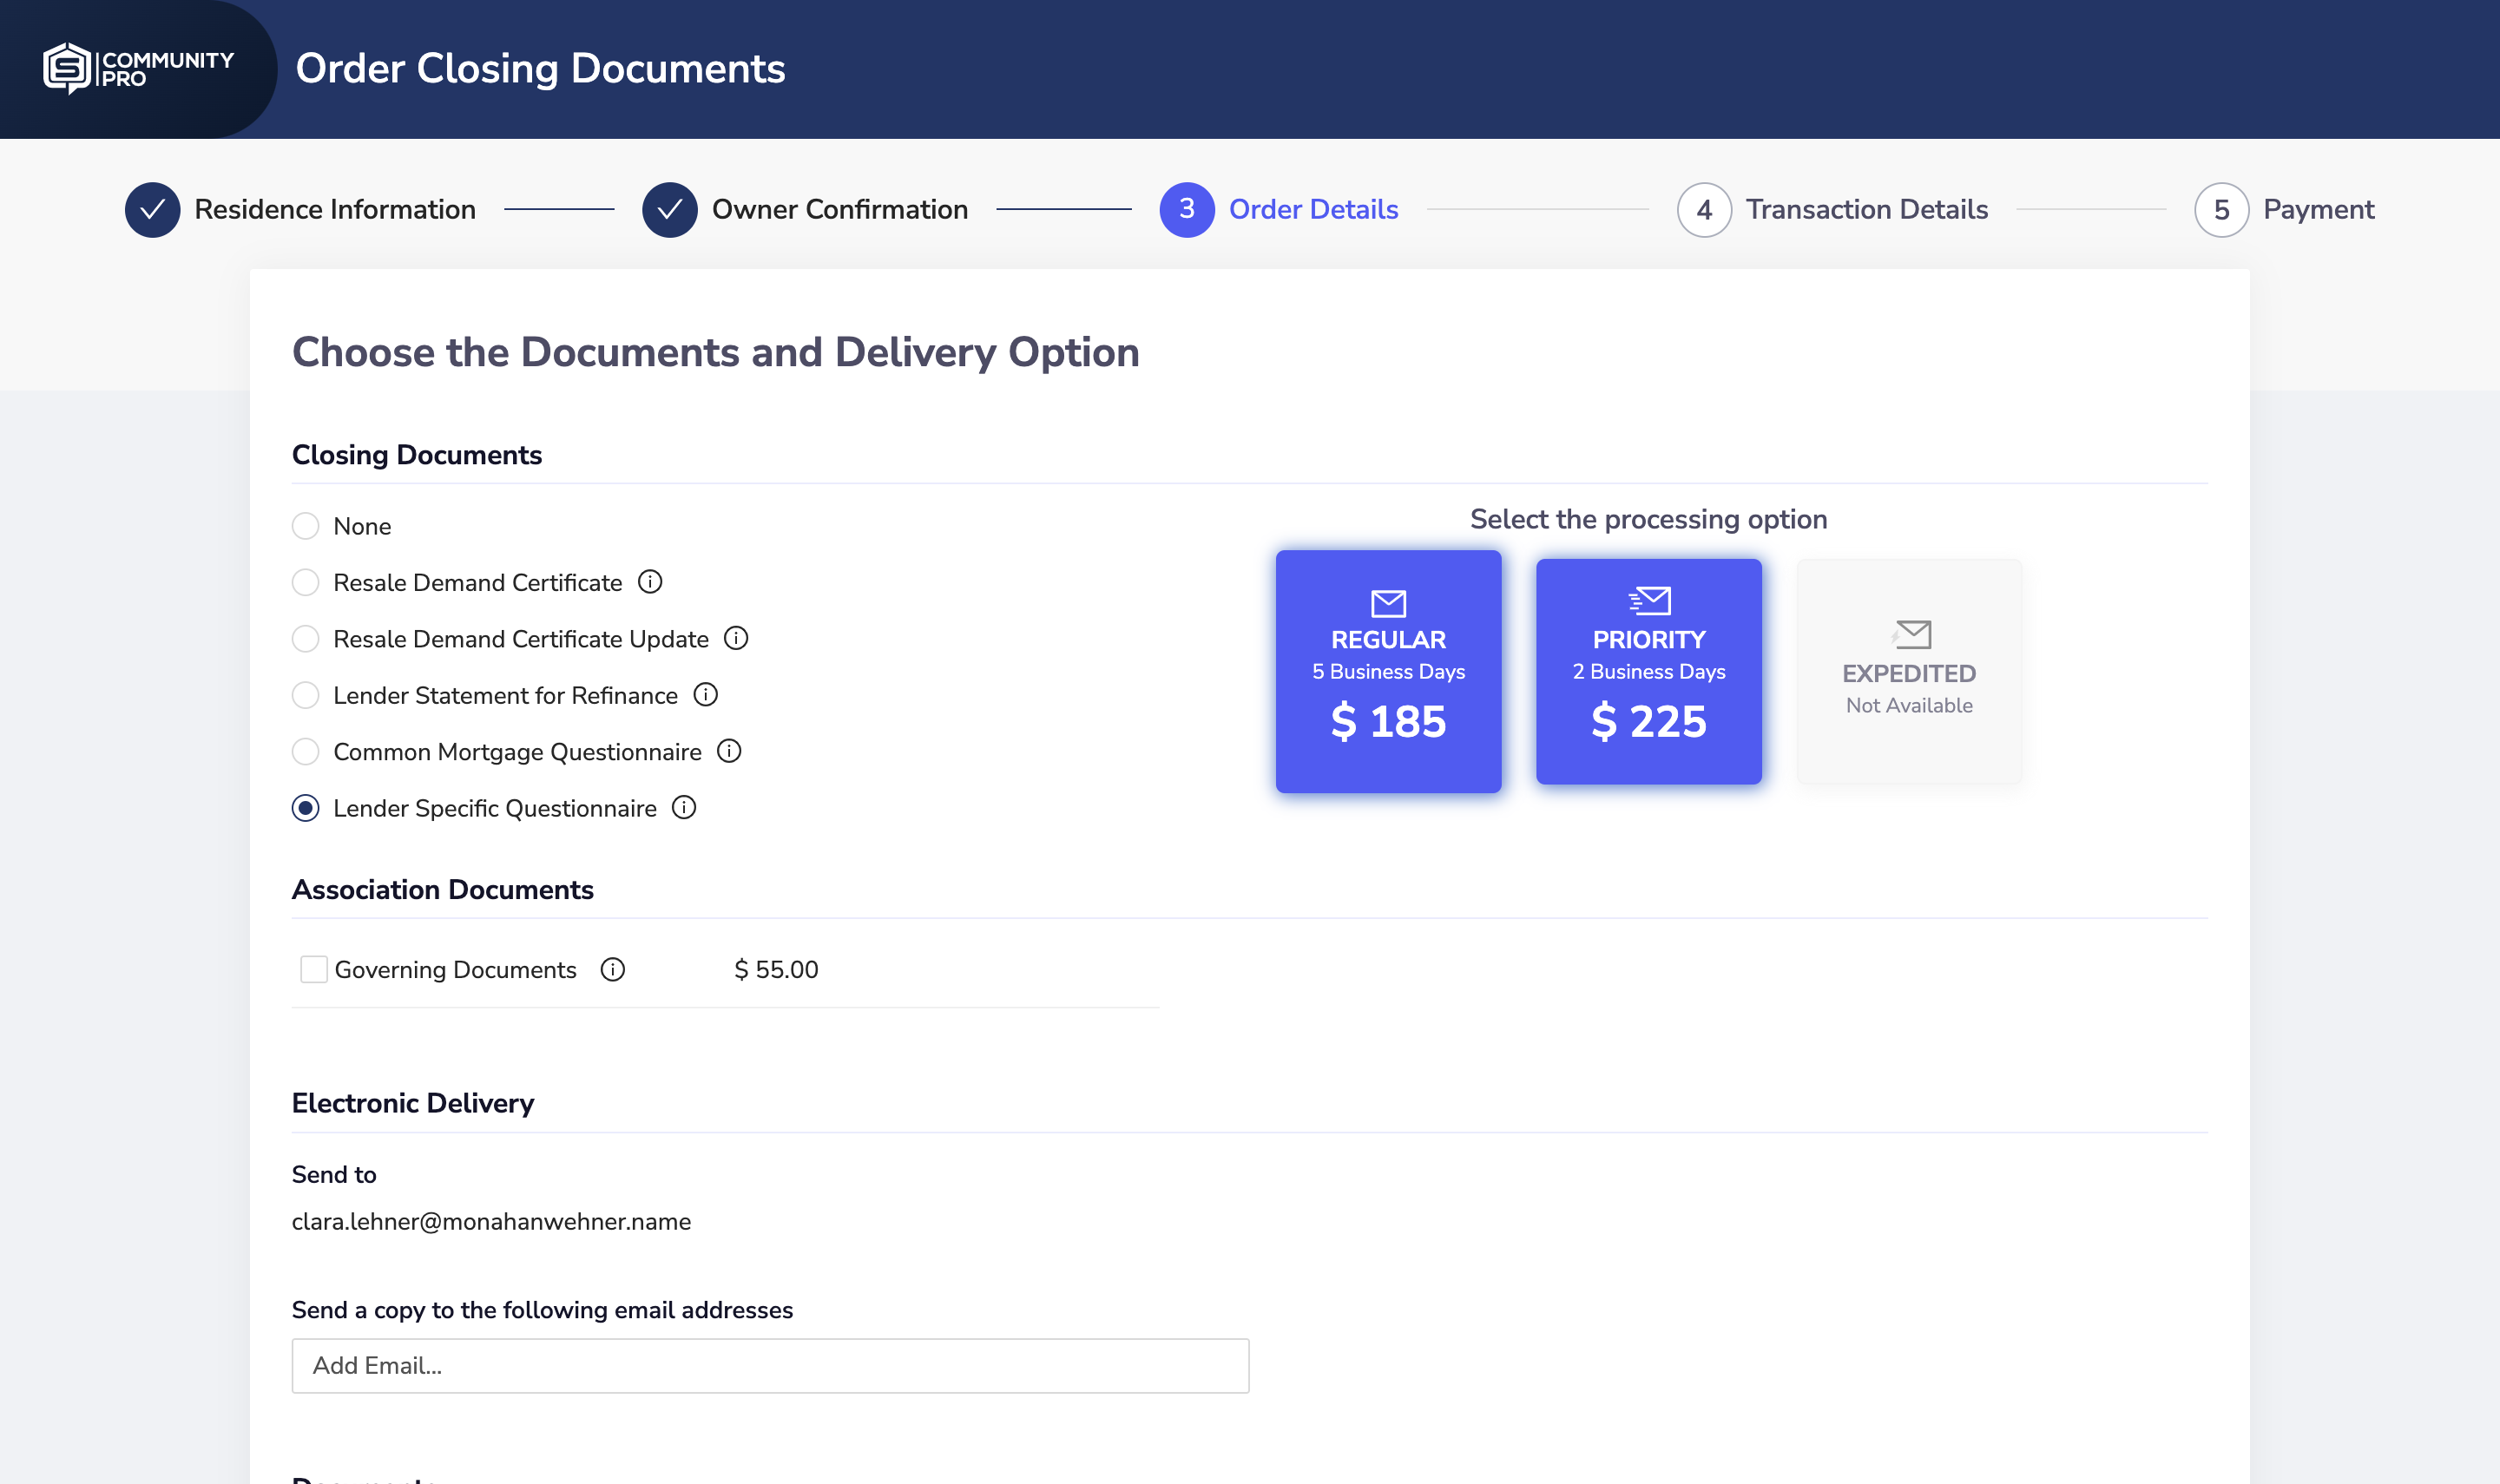 COMMUNITY
PRO
Order Closing Documents
Residence Information
Owner Confirmation
3 Order Details
4 Transaction Details
5 Payment
Choose the Documents and Delivery Option
Closing Documents
None
Resale Demand Certificate
Resale Demand Certificate Update
Lender Statement for Refinance
Common Mortgage Questionnaire
Lender Specific Questionnaire
Select the processing option
REGULAR
5 Business Days
$ 185
PRIORITY
2 Business Days
$ 225
EXPEDITED
Not Available
Association Documents
Governing Documents $ 55.00
Electronic Delivery
Send to
clara.lehner@monahanwehner.name
Send a copy to the following email addresses
Add Email...